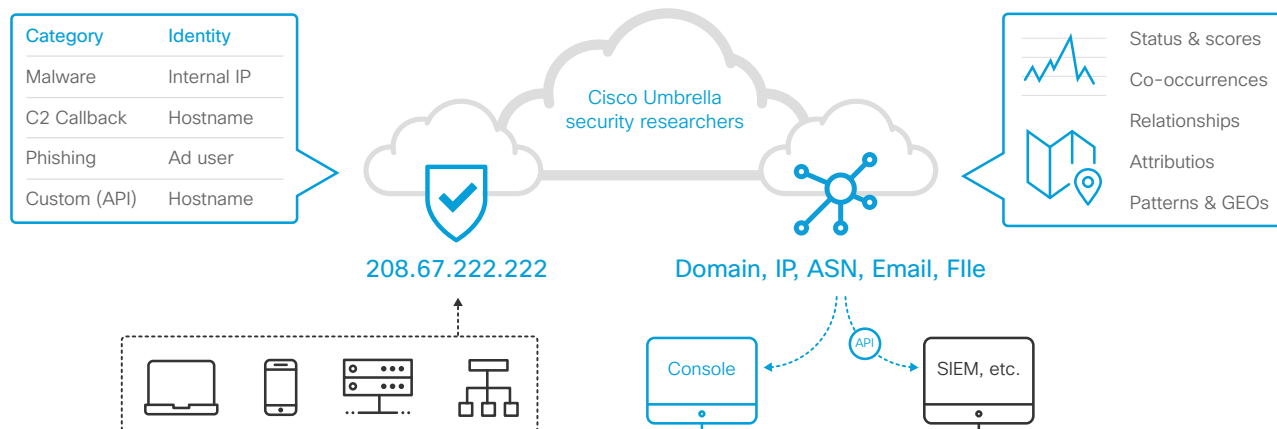 Category Identity
Malware Internal IP
C2 Callback Hostname
Phishing Ad user
Custom (API) Hostname
Cisco Umbrella
security researchers
Status & scores
Co-occurrences
Relationships
Attributios
Patterns & GEOs
208.67.222.222
Domain, IP, ASN, Email, FIle
Console
API
SIEM, etc.